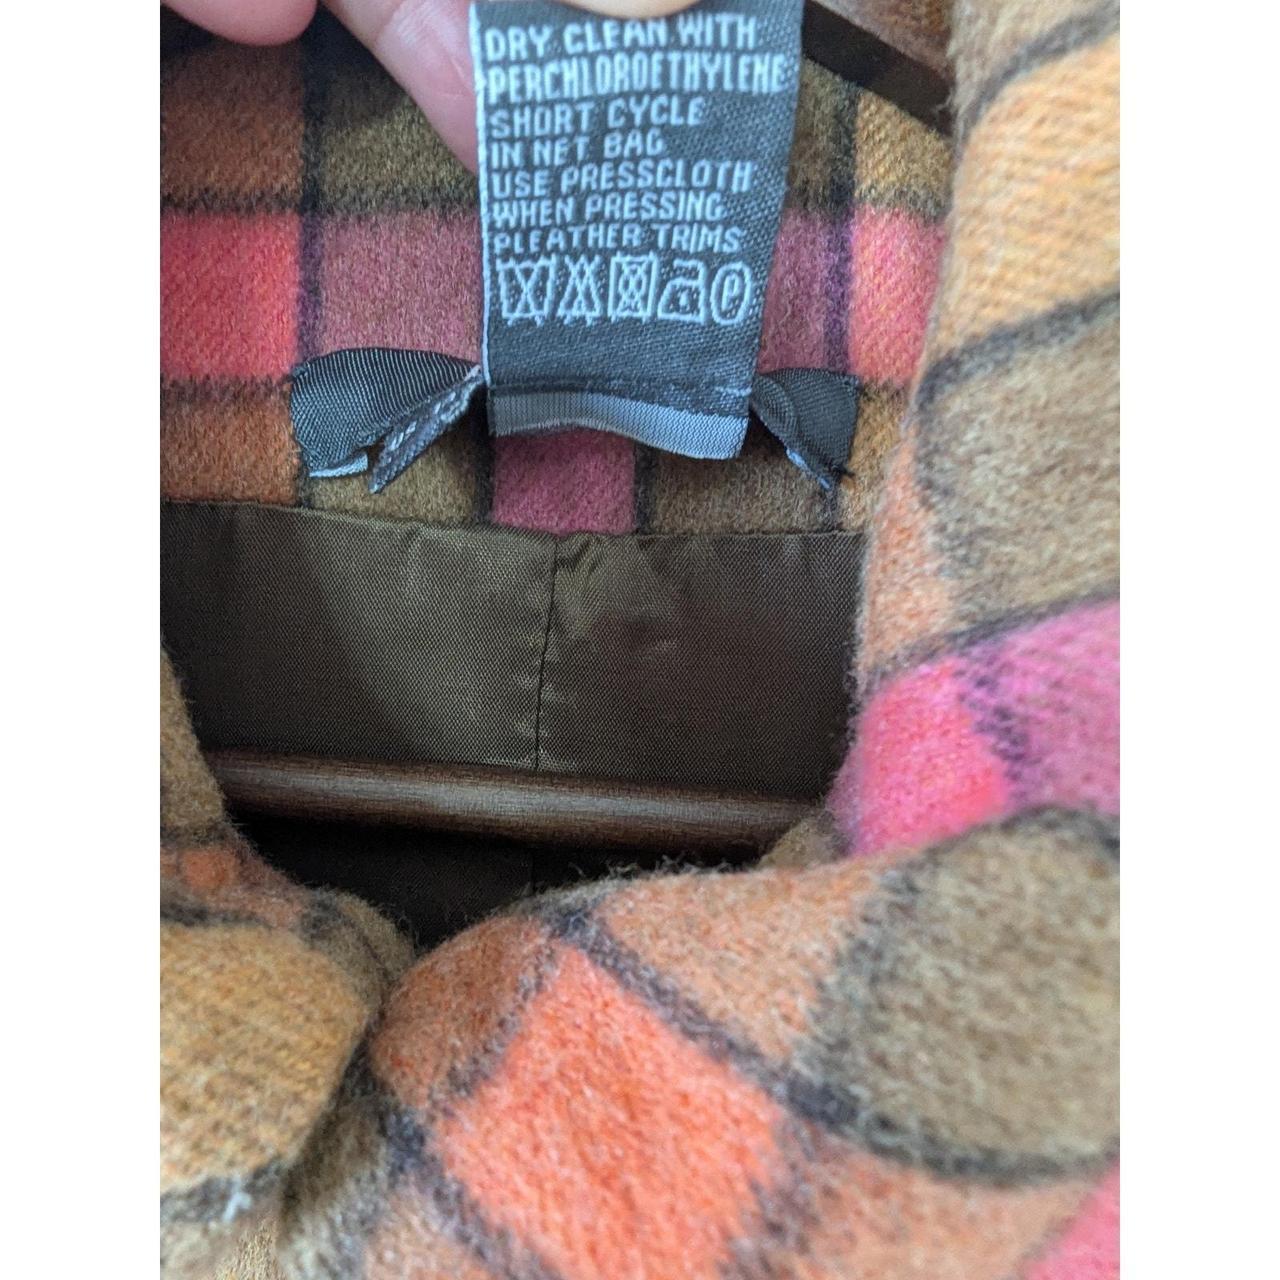 DRY CLEAN WITH
PERCHLOROETHYLENE
SHORT CYCLE
IN NET BAG
USE PRESSCLOTH
WHEN PRESSING
PLEATHER TRIMS
P